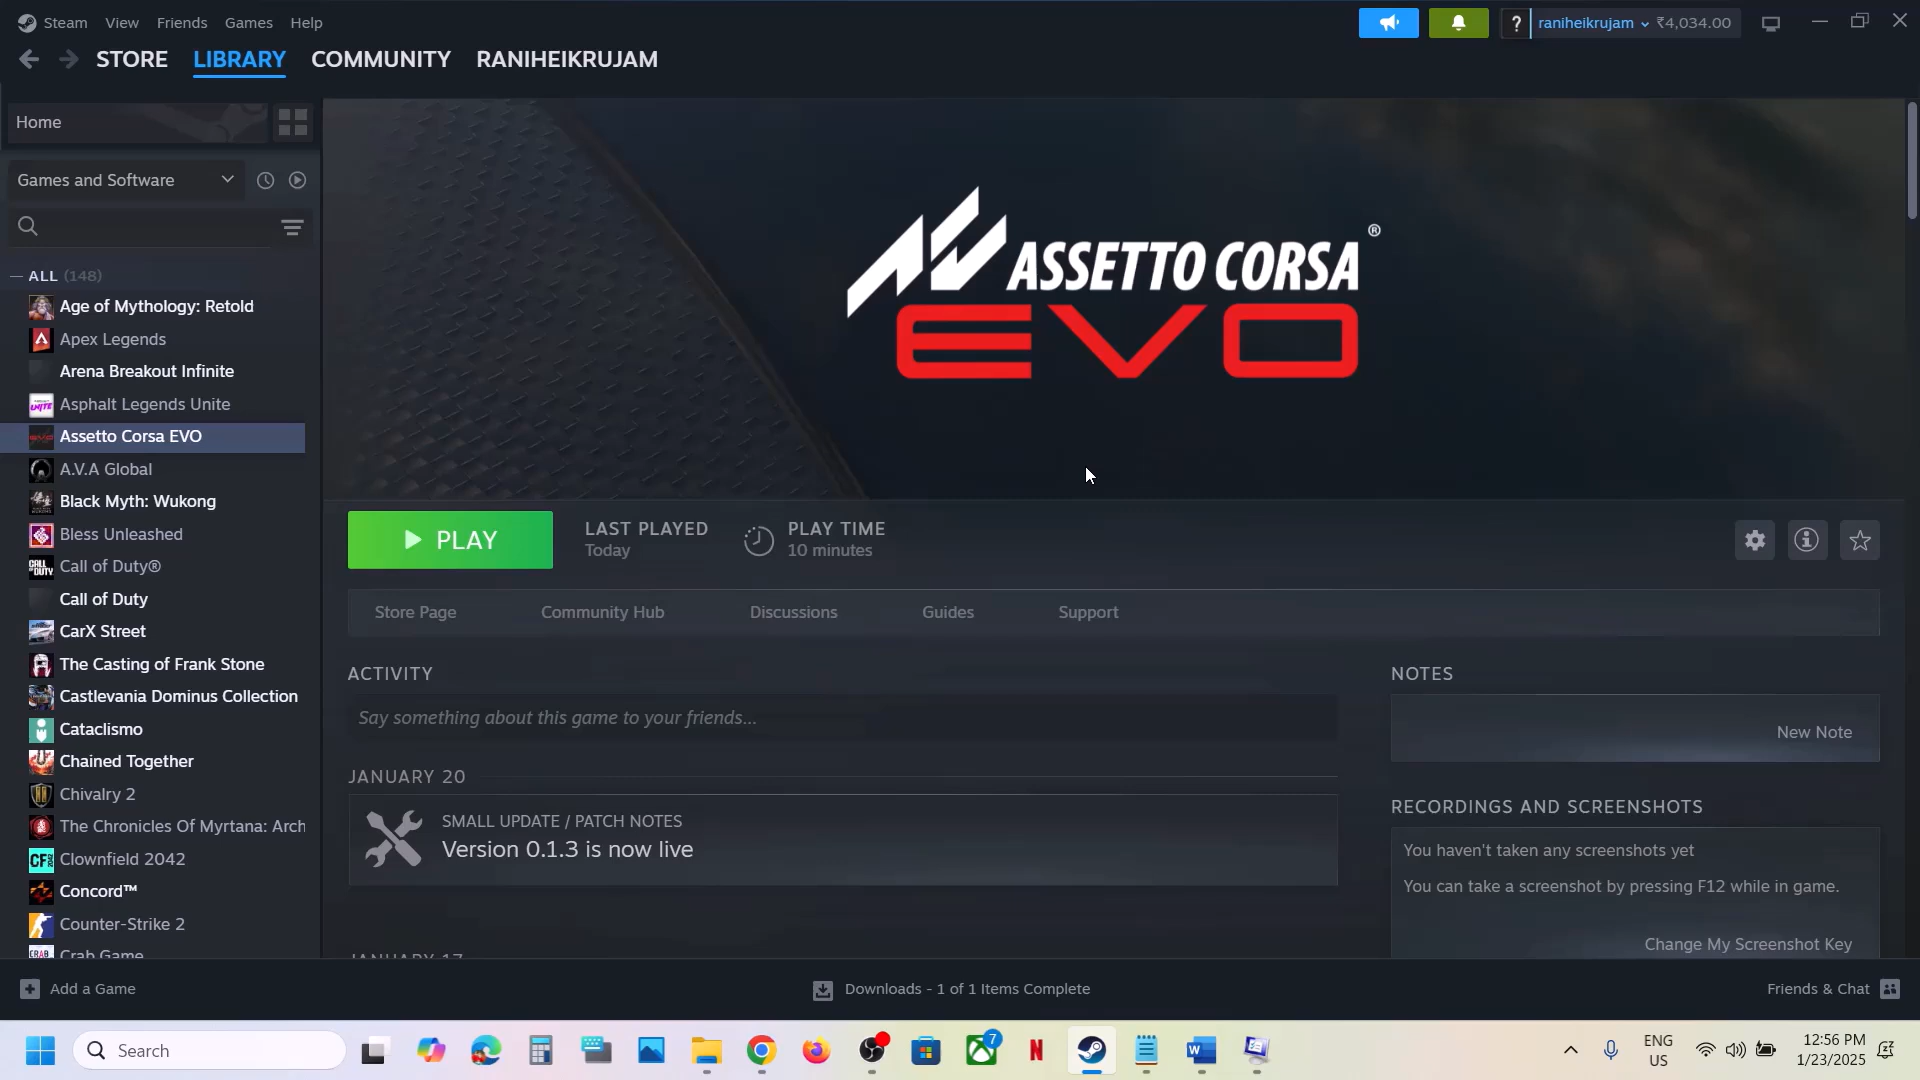 Steam View Friends Games Help
? raniheikrujam ₹4,034.00
STORE LIBRARY COMMUNITY RANIHEIKRUJAM
Home
Games and Software
— ALL (148)
Age of Mythology: Retold
Apex Legends
Arena Breakout Infinite
Asphalt Legends Unite
Assetto Corsa EVO
A.V.A Global
Black Myth: Wukong
Bless Unleashed
Call of Duty®
Call of Duty
CarX Street
The Casting of Frank Stone
Castlevania Dominus Collection
Cataclismo
Chained Together
Chivalry 2
The Chronicles Of Myrtana: Arch
Clownfield 2042
Concord™
Counter-Strike 2
Crab Game
ASSETTO CORSA ®
EVO
PLAY
LAST PLAYED
Today
PLAY TIME
10 minutes
Store Page Community Hub Discussions Guides Support
ACTIVITY
Say something about this game to your friends...
JANUARY 20
SMALL UPDATE / PATCH NOTES
Version 0.1.3 is now live
JANUARY 17
NOTES
New Note
RECORDINGS AND SCREENSHOTS
You haven't taken any screenshots yet
You can take a screenshot by pressing F12 while in game.
Change My Screenshot Key
Add a Game
Downloads - 1 of 1 Items Complete
Friends & Chat
Search
7
ENG
US
12:56 PM
1/23/2025